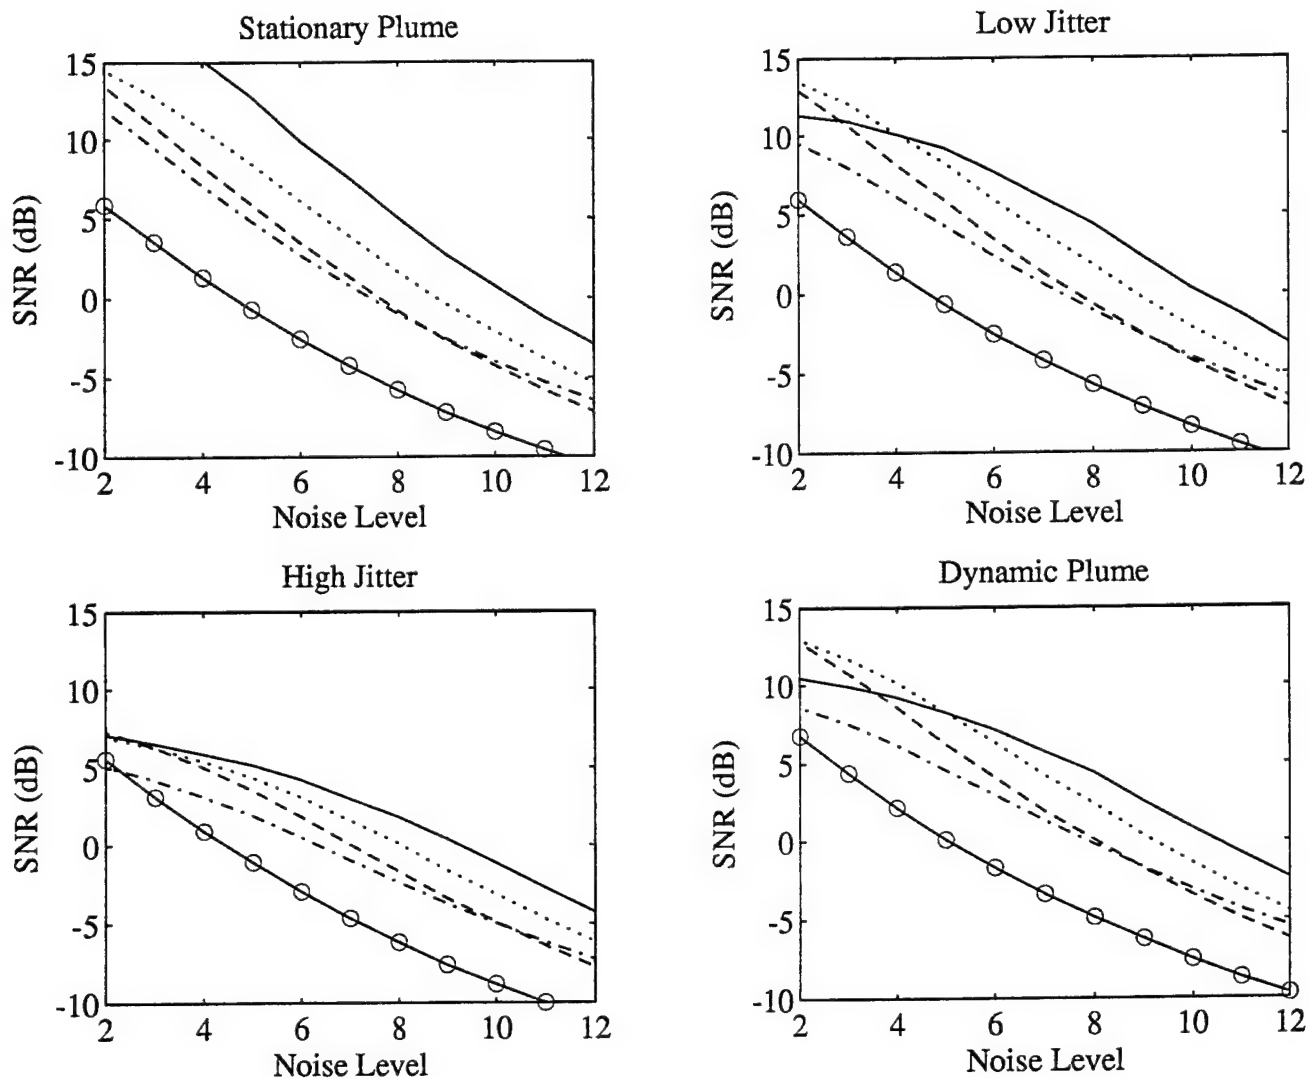 Stationary Plume
15
10
5
0
-5
-10
SNR (dB)
2 4 6 8 10 12
Noise Level
Low Jitter
15
10
5
0
-5
-10
SNR (dB)
2 4 6 8 10 12
Noise Level
High Jitter
15
10
5
0
-5
-10
SNR (dB)
2 4 6 8 10 12
Noise Level
Dynamic Plume
15
10
5
0
-5
-10
SNR (dB)
2 4 6 8 10 12
Noise Level